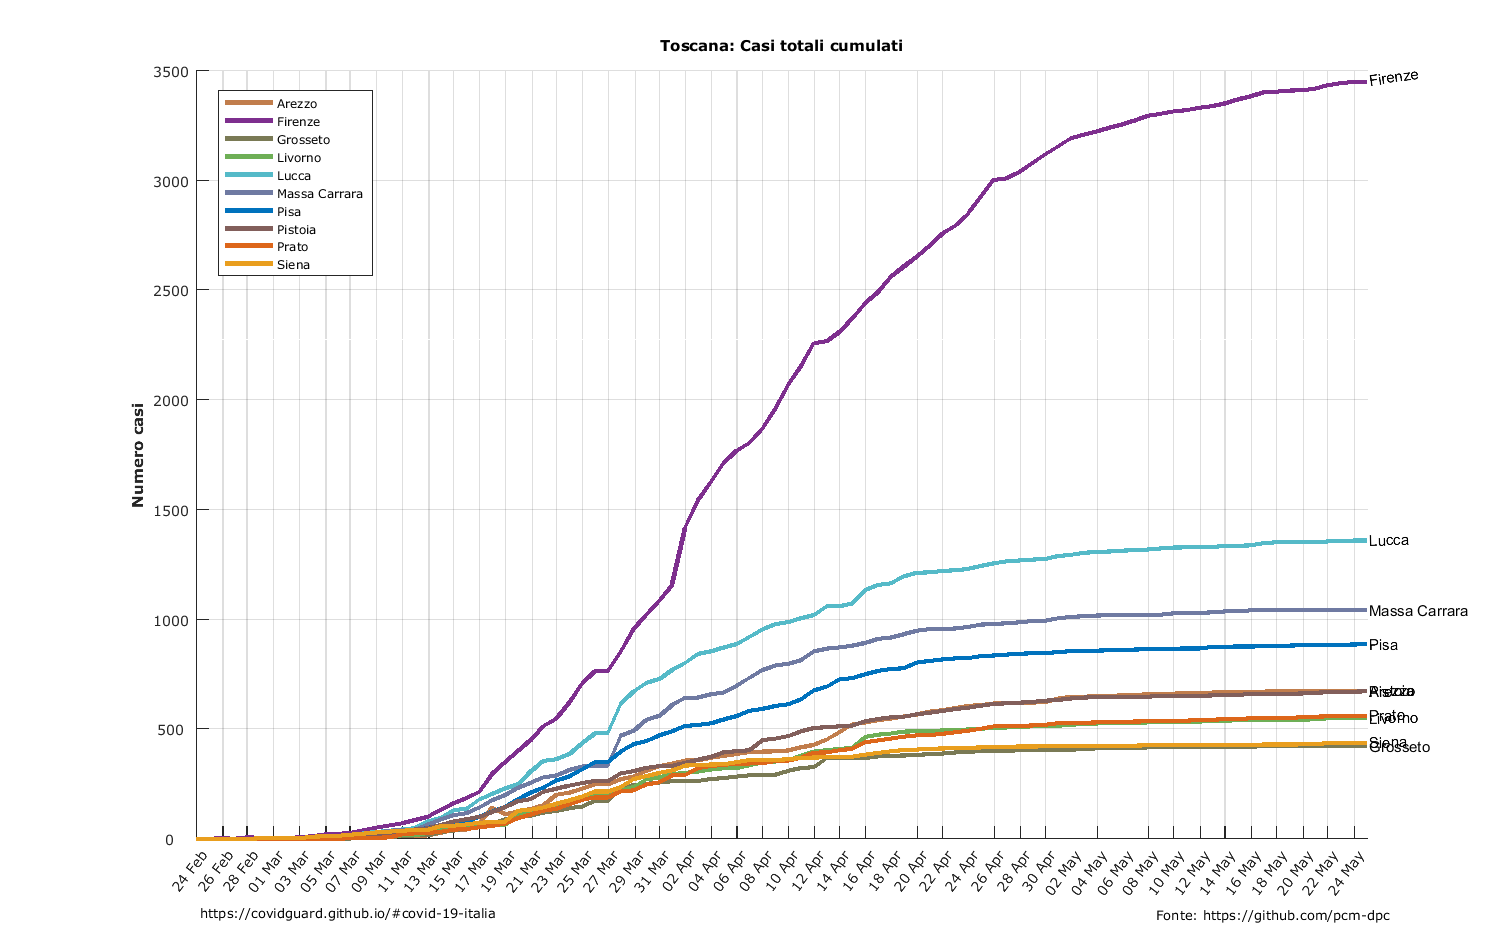 Toscana: Casi totali cumulati
Numero casi
3500
3000
2500
2000
1500
1000
500
0
Arezzo
Firenze
Grosseto
Livorno
Lucca
Massa Carrara
Pisa
Pistoia
Prato
Siena
Firenze
Lucca
Massa Carrara
Pisa
Pistoia
Arezzo
Prato
Livorno
Siena
Grosseto
24 Feb
26 Feb
28 Feb
01 Mar
03 Mar
05 Mar
07 Mar
09 Mar
11 Mar
13 Mar
15 Mar
17 Mar
19 Mar
21 Mar
23 Mar
25 Mar
27 Mar
29 Mar
31 Mar
02 Apr
04 Apr
06 Apr
08 Apr
10 Apr
12 Apr
14 Apr
16 Apr
18 Apr
20 Apr
22 Apr
24 Apr
26 Apr
28 Apr
30 Apr
02 May
04 May
06 May
08 May
10 May
12 May
14 May
16 May
18 May
20 May
22 May
24 May
https://covidguard.github.io/#covid-19-italia
Fonte: https://github.com/pcm-dpc